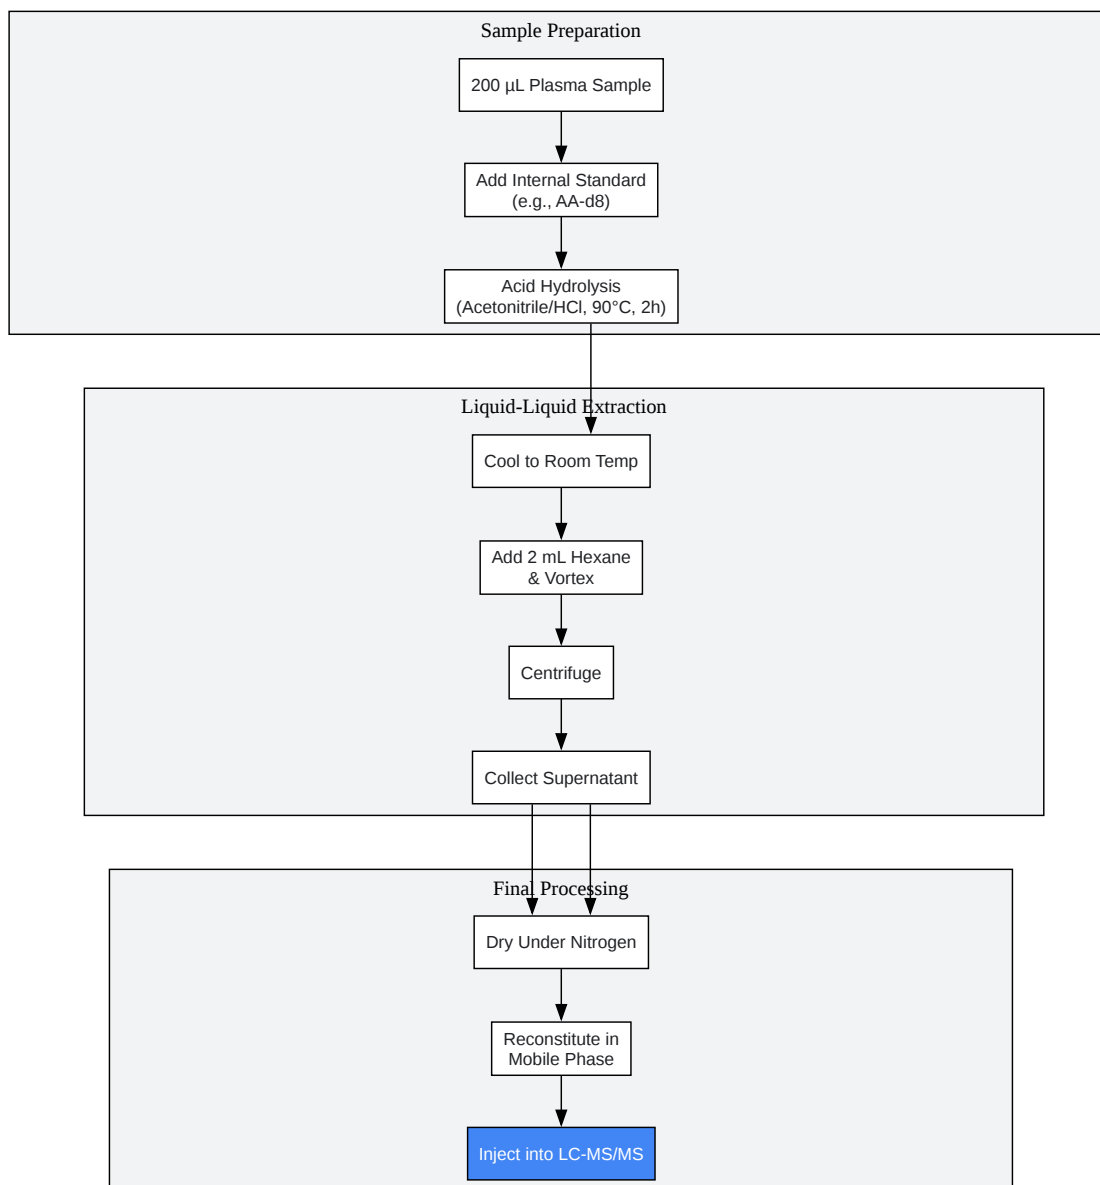 Sample Preparation
200 µL Plasma Sample
Add Internal Standard
(e.g., AA-d8)
Acid Hydrolysis
(Acetonitrile/HCl, 90°C, 2h)
Liquid-Liquid Extraction
Cool to Room Temp
Add 2 mL Hexane
& Vortex
Centrifuge
Collect Supernatant
Final Processing
Dry Under Nitrogen
Reconstitute in
Mobile Phase
Inject into LC-MS/MS